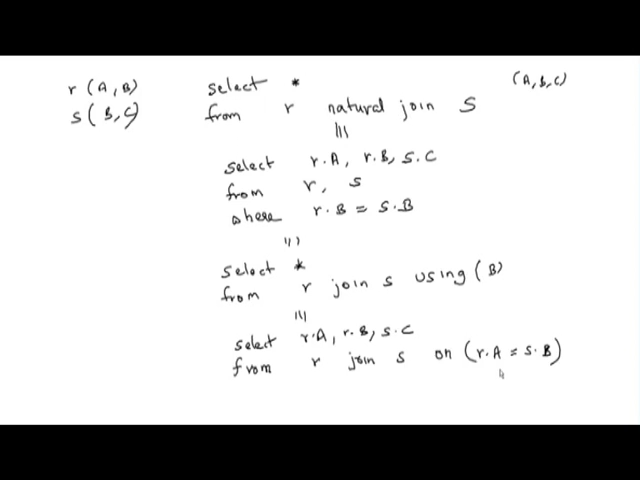 r (A, B)
s (B, C)
select *
from r natural join S
(A, B, C)
|||
select r.A, r.B, s.C
from r, s
where r.B = s.B
|||
select *
from r join s using (B)
|||
select r.A, r.B, s.C
from r join s on (r.A = s.B)